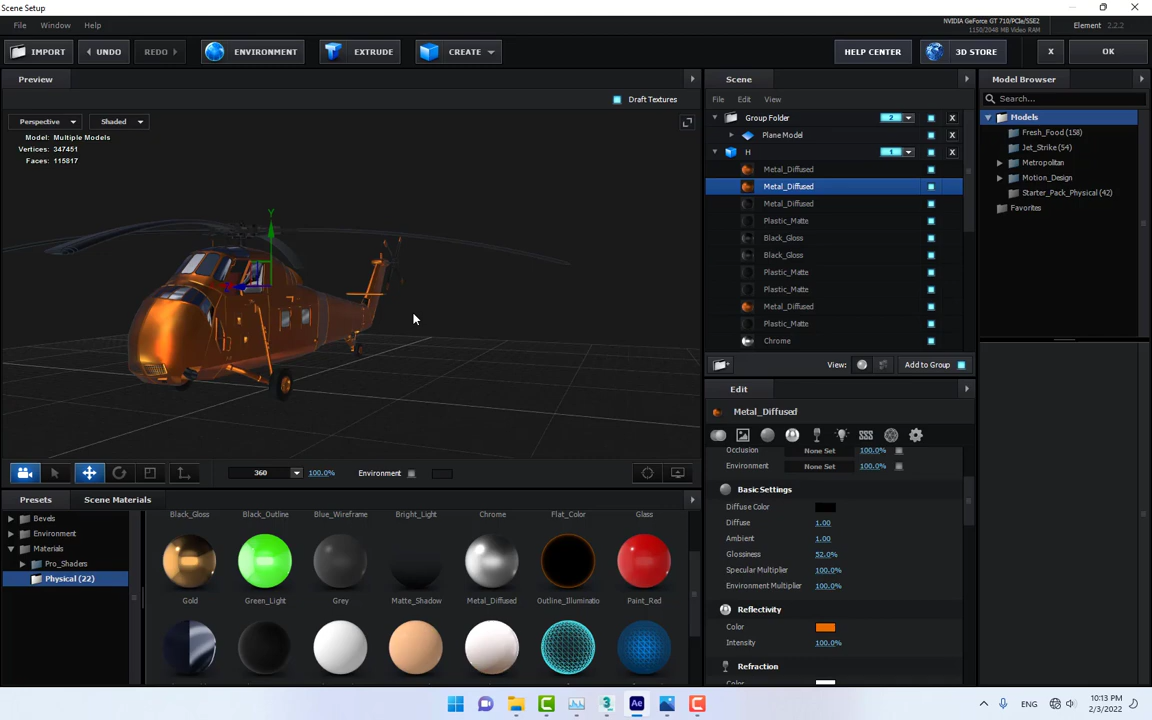 Scene Setup
File Window Help
NVIDIA GeForce GT 710/PCIe/SSE2
1150/2048 MB Video RAM
Element 2.2.2
IMPORT UNDO REDO ENVIRONMENT EXTRUDE CREATE HELP CENTER 3D STORE X OK
Preview
Draft Textures
Perspective Shaded
Model: Multiple Models
Vertices: 347451
Faces: 115817
Y
360 100.0% Environment
Presets Scene Materials
Bevels
Environment
Materials
Pro_Shaders
Physical (22)
Black_Gloss Black_Outline Blue_Wireframe Bright_Light Chrome Flat_Color Glass
Gold Green_Light Grey Matte_Shadow Metal_Diffused Outline_Illuminatio Paint_Red
Scene
File Edit View
Group Folder 2 X
Plane Model
H 1 X
Metal_Diffused
Metal_Diffused
Metal_Diffused
Plastic_Matte
Black_Gloss
Black_Gloss
Plastic_Matte
Plastic_Matte
Metal_Diffused
Plastic_Matte
Chrome
View: Add to Group
Edit
Metal_Diffused
Occlusion None Set 100.0%
Environment None Set 100.0%
Basic Settings
Diffuse Color
Diffuse 1.00
Ambient 1.00
Glossiness 52.0%
Specular Multiplier 100.0%
Environment Multiplier 100.0%
Reflectivity
Color
Intensity 100.0%
Refraction
Color
Model Browser
Search...
Models
Fresh_Food (158)
Jet_Strike (54)
Metropolitan
Motion_Design
Starter_Pack_Physical (42)
Favorites
3 Ae C
ENG
10:13 PM
2/3/2022